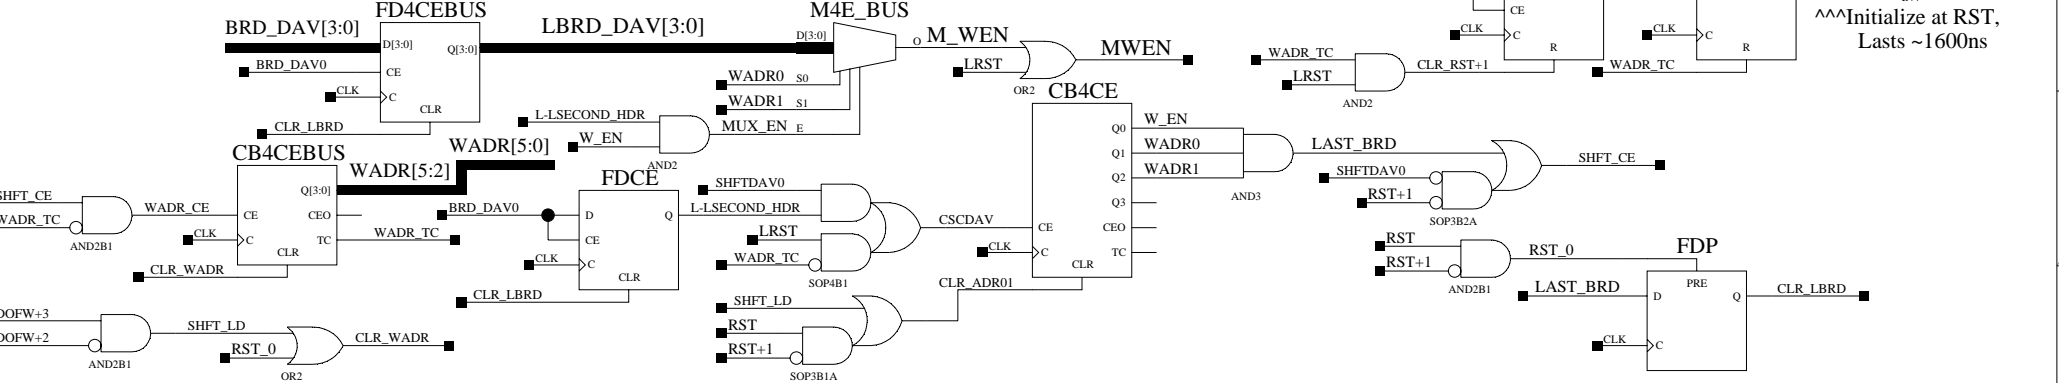 FD4CEBUS
BRD_DAV[3:0]
D[3:0]
Q[3:0]
LBRD_DAV[3:0]
BRD_DAV0
CE
CLK
C
CLR
CLR_LBRD
M4E_BUS
D[3:0]
O
M_WEN
MWEN
LRST
OR2
WADR0
S0
WADR1
S1
L-LSECOND_HDR
W_EN
AND2
MUX_EN
E
CE
CLK
C
R
CLK
C
R
WADR_TC
^^^Initialize at RST,
Lasts ~1600ns
WADR_TC
LRST
AND2
CLR_RST+1
CB4CEBUS
WADR[5:2]
WADR[5:0]
Q[3:0]
SHFT_CE
WADR_TC
AND2B1
WADR_CE
CE
CEO
CLK
C
TC
WADR_TC
CLR
CLR_WADR
FDCE
BRD_DAV0
D
Q
L-LSECOND_HDR
CE
CLK
C
CLR
CLR_LBRD
SHFTDAV0
LRST
WADR_TC
SOP4B1
CSCDAV
CB4CE
Q0
W_EN
Q1
WADR0
Q2
WADR1
Q3
CE
CEO
CLK
C
TC
CLR
CLR_ADR01
AND3
LAST_BRD
SHFTDAV0
RST+1
SOP3B2A
SHFT_CE
RST
RST+1
AND2B1
RST_0
FDP
PRE
LAST_BRD
D
Q
CLR_LBRD
CLK
C
OOFW+3
OOFW+2
AND2B1
SHFT_LD
RST_0
OR2
CLR_WADR
SHFT_LD
RST
RST+1
SOP3B1A